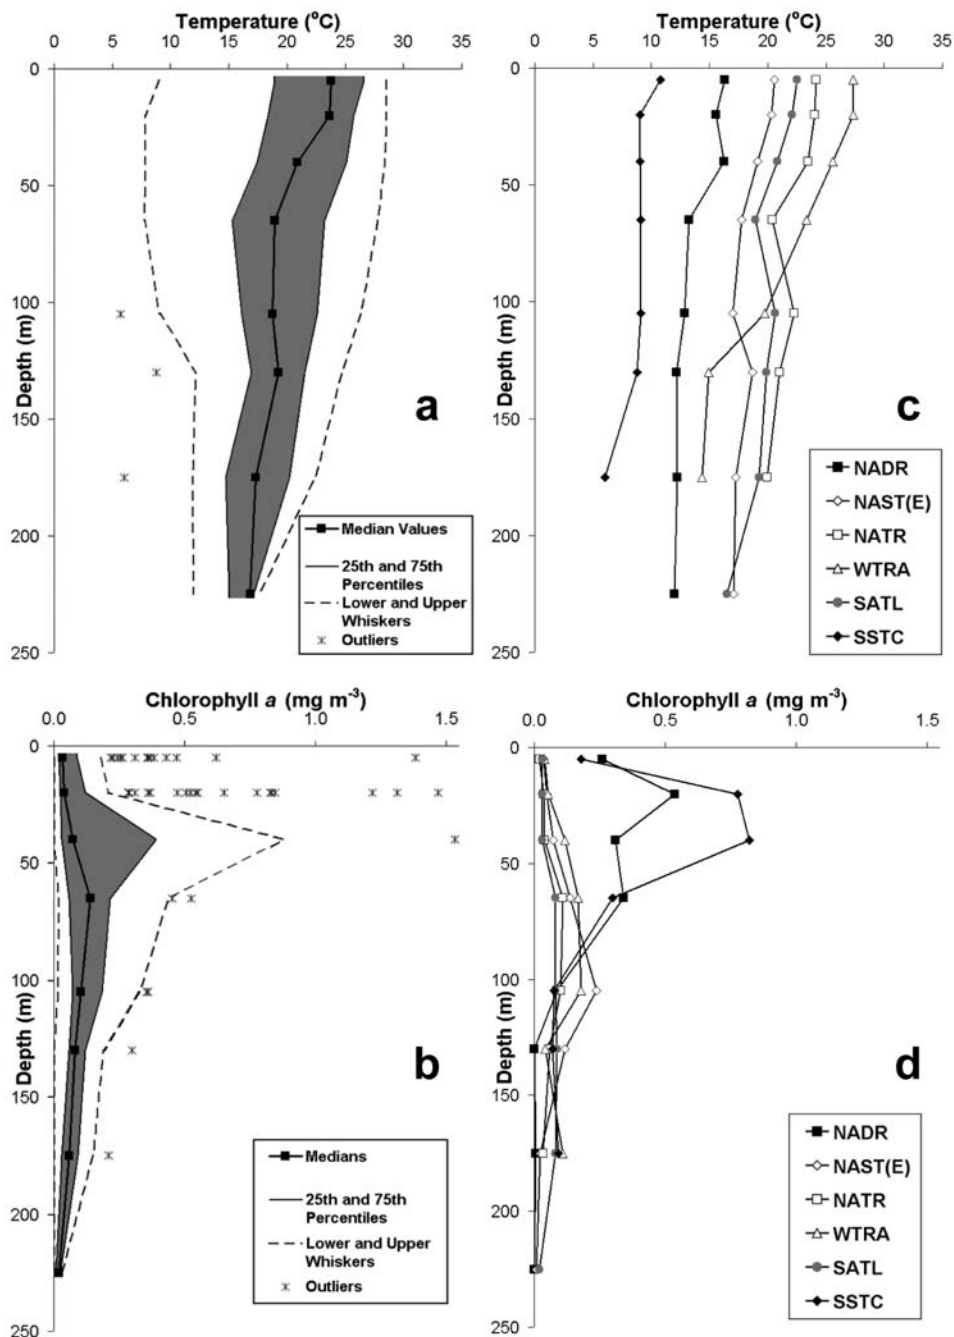 Temperature (°C)
0 5 10 15 20 25 30 35
0
50
100
150
200
250
Depth (m)
a
Median Values
25th and 75th
Percentiles
Lower and Upper
Whiskers
Outliers
Temperature (°C)
0 5 10 15 20 25 30 35
0
50
100
150
200
250
Depth (m)
c
NADR
NAST(E)
NATR
WTRA
SATL
SSTC
Chlorophyll a (mg m⁻³)
0.0 0.5 1.0 1.5
0
50
100
150
200
250
Depth (m)
b
Medians
25th and 75th
Percentiles
Lower and Upper
Whiskers
Outliers
Chlorophyll a (mg m⁻³)
0.0 0.5 1.0 1.5
0
50
100
150
200
250
Depth (m)
d
NADR
NAST(E)
NATR
WTRA
SATL
SSTC